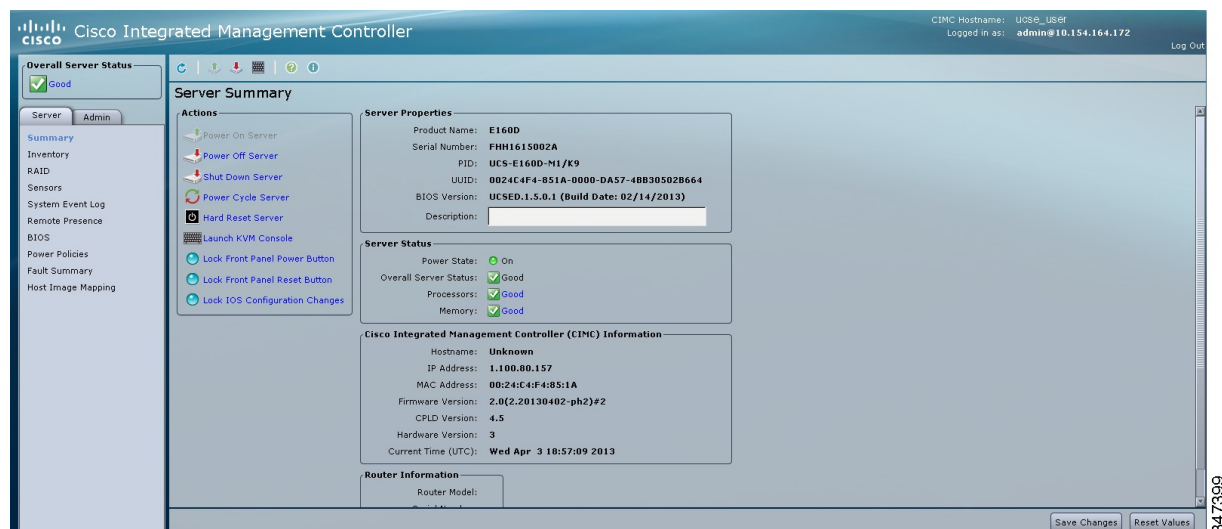 CISCO
Cisco Integrated Management Controller
CIMC Hostname: ucse_user
Logged in as: admin@10.154.164.172
Log Out
Overall Server Status
Good
Server Admin
Summary
Inventory
RAID
Sensors
System Event Log
Remote Presence
BIOS
Power Policies
Fault Summary
Host Image Mapping
Server Summary
Actions
Power On Server
Power Off Server
Shut Down Server
Power Cycle Server
Hard Reset Server
Launch KVM Console
Lock Front Panel Power Button
Lock Front Panel Reset Button
Lock IOS Configuration Changes
Server Properties
Product Name: E160D
Serial Number: FHH1615002A
PID: UCS-E160D-M1/K9
UUID: 0024C4F4-851A-0000-DA57-4BB30502B664
BIOS Version: UCSED.1.5.0.1 (Build Date: 02/14/2013)
Description:
Server Status
Power State: On
Overall Server Status: Good
Processors: Good
Memory: Good
Cisco Integrated Management Controller (CIMC) Information
Hostname: Unknown
IP Address: 1.100.80.157
MAC Address: 00:24:C4:F4:85:1A
Firmware Version: 2.0(2.20130402-ph2)#2
CPLD Version: 4.5
Hardware Version: 3
Current Time (UTC): Wed Apr 3 18:57:09 2013
Router Information
Router Model:
Save Changes Reset Values
347399